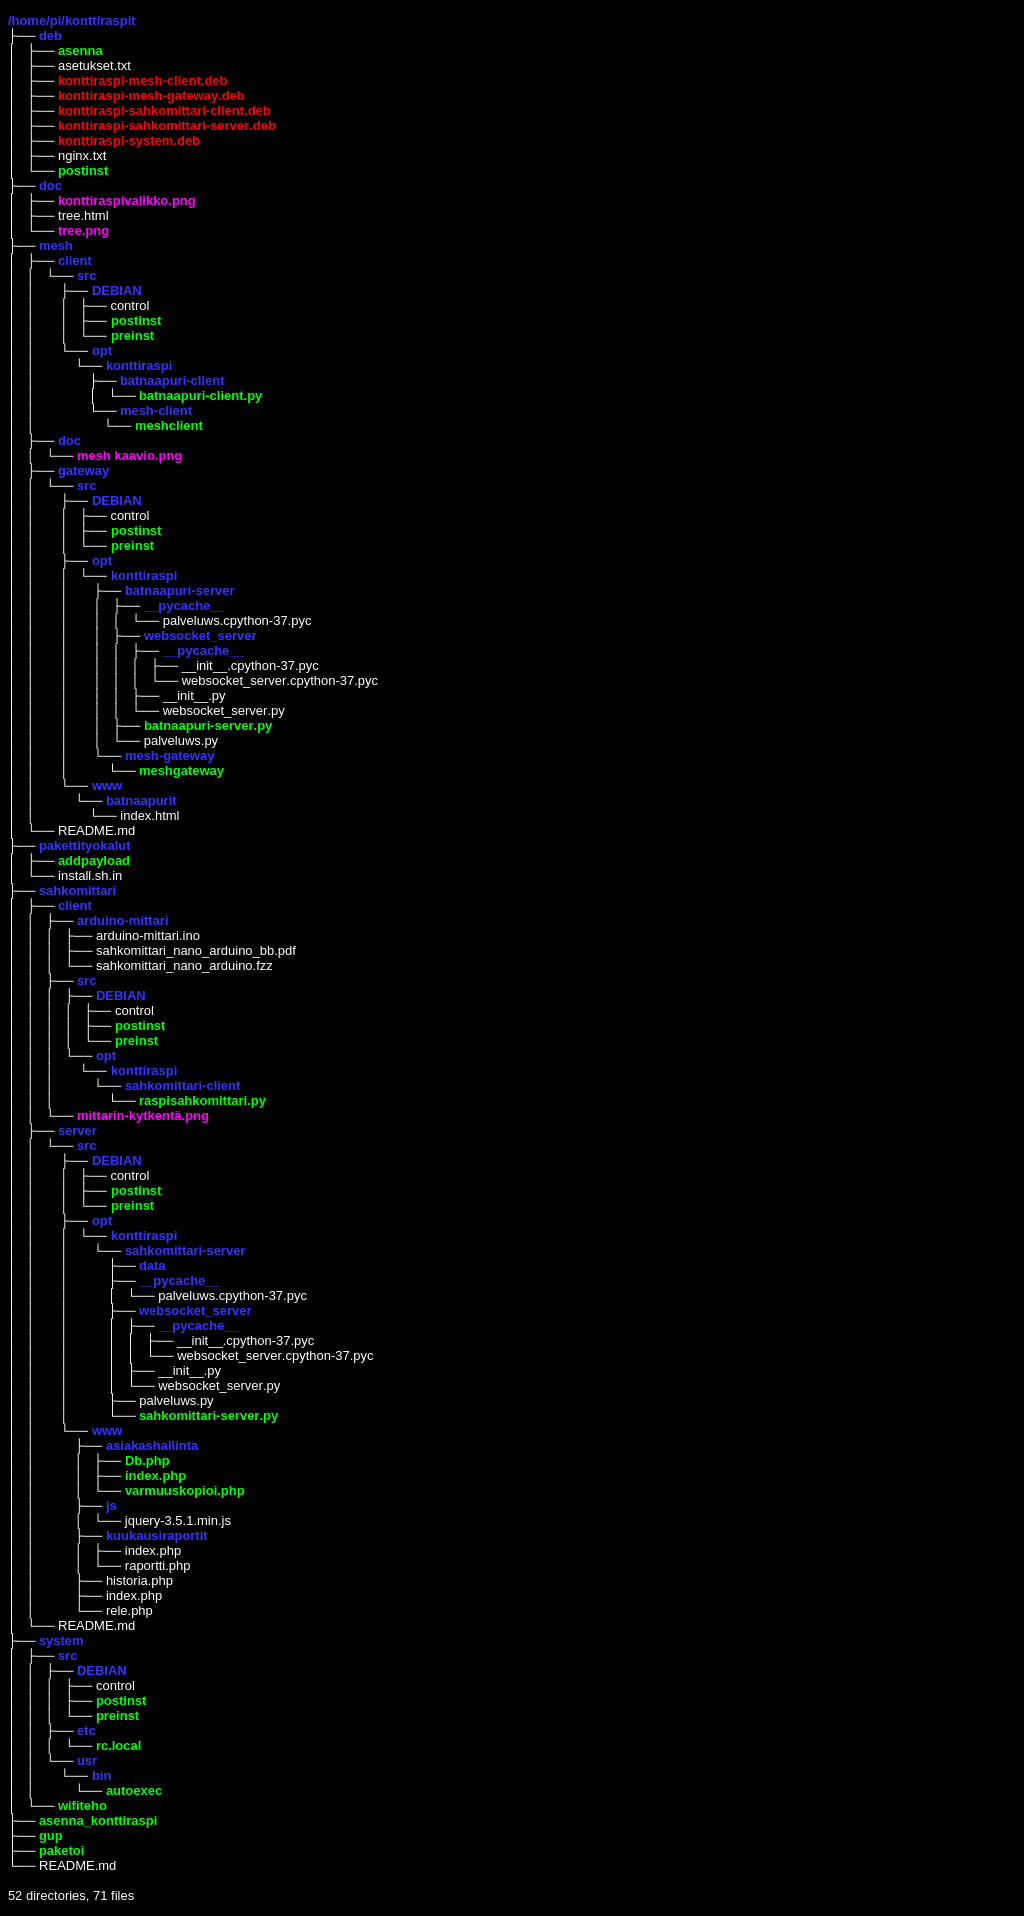 /home/pi/konttiraspit
├── deb
│   ├── asenna
│   ├── asetukset.txt
│   ├── konttiraspi-mesh-client.deb
│   ├── konttiraspi-mesh-gateway.deb
│   ├── konttiraspi-sahkomittari-client.deb
│   ├── konttiraspi-sahkomittari-server.deb
│   ├── konttiraspi-system.deb
│   ├── nginx.txt
│   └── postinst
├── doc
│   ├── konttiraspivalikko.png
│   ├── tree.html
│   └── tree.png
├── mesh
│   ├── client
│   │   └── src
│   │       ├── DEBIAN
│   │       │   ├── control
│   │       │   ├── postinst
│   │       │   └── preinst
│   │       └── opt
│   │           └── konttiraspi
│   │               ├── batnaapuri-client
│   │               │   └── batnaapuri-client.py
│   │               └── mesh-client
│   │                   └── meshclient
│   ├── doc
│   │   └── mesh kaavio.png
│   ├── gateway
│   │   └── src
│   │       ├── DEBIAN
│   │       │   ├── control
│   │       │   ├── postinst
│   │       │   └── preinst
│   │       ├── opt
│   │       │   └── konttiraspi
│   │       │       ├── batnaapuri-server
│   │       │       │   ├── __pycache__
│   │       │       │   │   └── palveluws.cpython-37.pyc
│   │       │       │   ├── websocket_server
│   │       │       │   │   ├── __pycache__
│   │       │       │   │   │   ├── __init__.cpython-37.pyc
│   │       │       │   │   │   └── websocket_server.cpython-37.pyc
│   │       │       │   │   ├── __init__.py
│   │       │       │   │   └── websocket_server.py
│   │       │       │   ├── batnaapuri-server.py
│   │       │       │   └── palveluws.py
│   │       │       └── mesh-gateway
│   │       │           └── meshgateway
│   │       └── www
│   │           └── batnaapurit
│   │               └── index.html
│   └── README.md
├── pakettityokalut
│   ├── addpayload
│   └── install.sh.in
├── sahkomittari
│   ├── client
│   │   ├── arduino-mittari
│   │   │   ├── arduino-mittari.ino
│   │   │   ├── sahkomittari_nano_arduino_bb.pdf
│   │   │   └── sahkomittari_nano_arduino.fzz
│   │   ├── src
│   │   │   ├── DEBIAN
│   │   │   │   ├── control
│   │   │   │   ├── postinst
│   │   │   │   └── preinst
│   │   │   └── opt
│   │   │       └── konttiraspi
│   │   │           └── sahkomittari-client
│   │   │               └── raspisahkomittari.py
│   │   └── mittarin-kytkentä.png
│   ├── server
│   │   └── src
│   │       ├── DEBIAN
│   │       │   ├── control
│   │       │   ├── postinst
│   │       │   └── preinst
│   │       ├── opt
│   │       │   └── konttiraspi
│   │       │       └── sahkomittari-server
│   │       │           ├── data
│   │       │           ├── __pycache__
│   │       │           │   └── palveluws.cpython-37.pyc
│   │       │           ├── websocket_server
│   │       │           │   ├── __pycache__
│   │       │           │   │   ├── __init__.cpython-37.pyc
│   │       │           │   │   └── websocket_server.cpython-37.pyc
│   │       │           │   ├── __init__.py
│   │       │           │   └── websocket_server.py
│   │       │           ├── palveluws.py
│   │       │           └── sahkomittari-server.py
│   │       └── www
│   │           ├── asiakashallinta
│   │           │   ├── Db.php
│   │           │   ├── index.php
│   │           │   └── varmuuskopioi.php
│   │           ├── js
│   │           │   └── jquery-3.5.1.min.js
│   │           ├── kuukausiraportit
│   │           │   ├── index.php
│   │           │   └── raportti.php
│   │           ├── historia.php
│   │           ├── index.php
│   │           └── rele.php
│   └── README.md
├── system
│   ├── src
│   │   ├── DEBIAN
│   │   │   ├── control
│   │   │   ├── postinst
│   │   │   └── preinst
│   │   ├── etc
│   │   │   └── rc.local
│   │   └── usr
│   │       └── bin
│   │           └── autoexec
│   └── wifiteho
├── asenna_konttiraspi
├── gup
├── paketoi
└── README.md
52 directories, 71 files